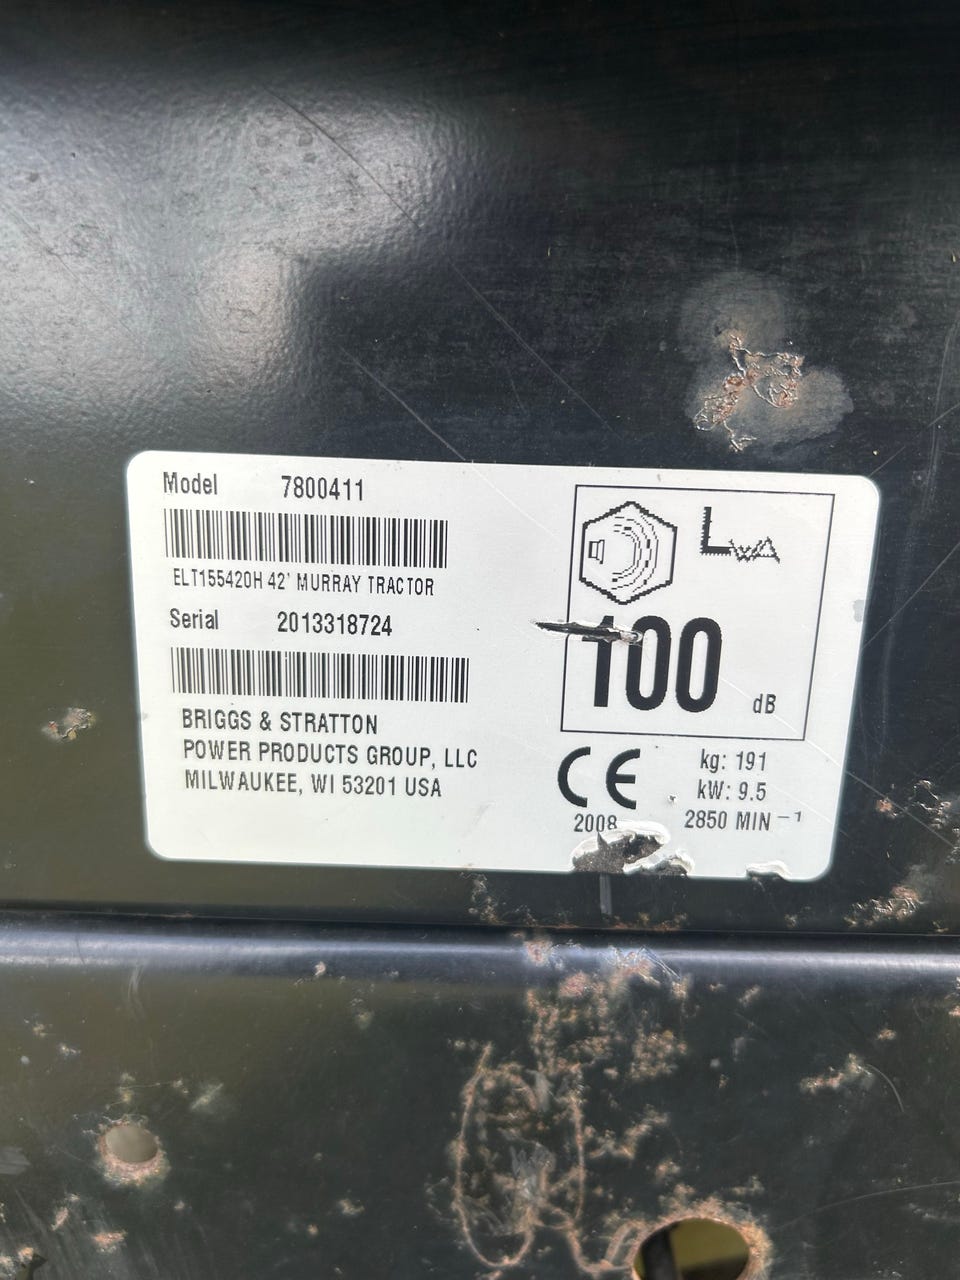 Model 7800411
ELT155420H 42' MURRAY TRACTOR
Serial 2013318724
BRIGGS & STRATTON
POWER PRODUCTS GROUP, LLC
MILWAUKEE, WI 53201 USA
LWA
100 dB
CE
2008
kg: 191
kW: 9.5
2850 MIN⁻¹